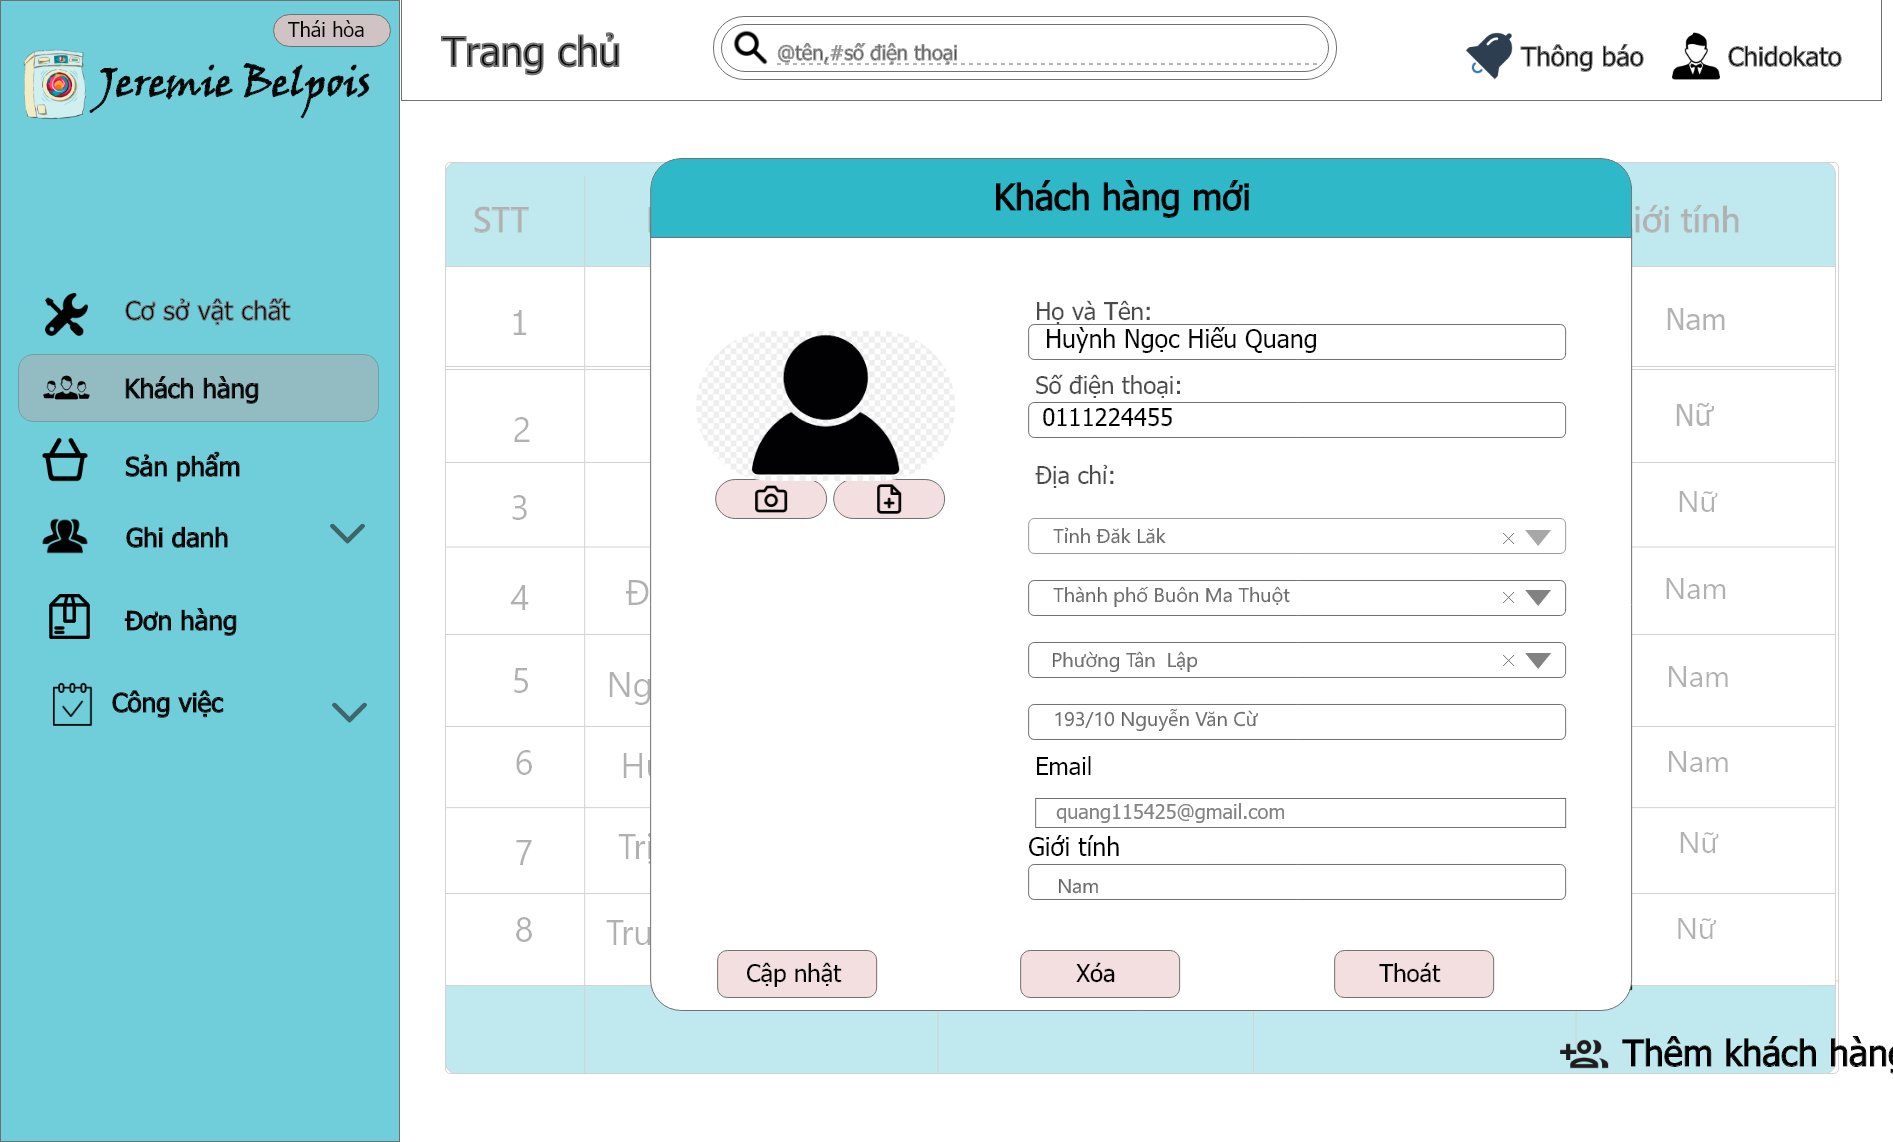 Thái hòa
Jeremie Belpois
Trang chủ
@tên,#số điện thoại
Thông báo
Chidokato
Cơ sở vật chất
Khách hàng
Sản phẩm
Ghi danh
Đơn hàng
Công việc
STT
iới tính
1
Nam
2
Nữ
3
Nữ
4
Đ
Nam
5
Ng
Nam
6
Nam
7
Nữ
8
Tru
Nữ
Khách hàng mới
Họ và Tên:
Huỳnh Ngọc Hiếu Quang
Số điện thoại:
0111224455
Địa chỉ:
Tỉnh Đăk Lăk
Thành phố Buôn Ma Thuột
Phường Tân Lập
193/10 Nguyễn Văn Cừ
Email
quang115425@gmail.com
Giới tính
Nam
Cập nhật
Xóa
Thoát
Thêm khách hàng